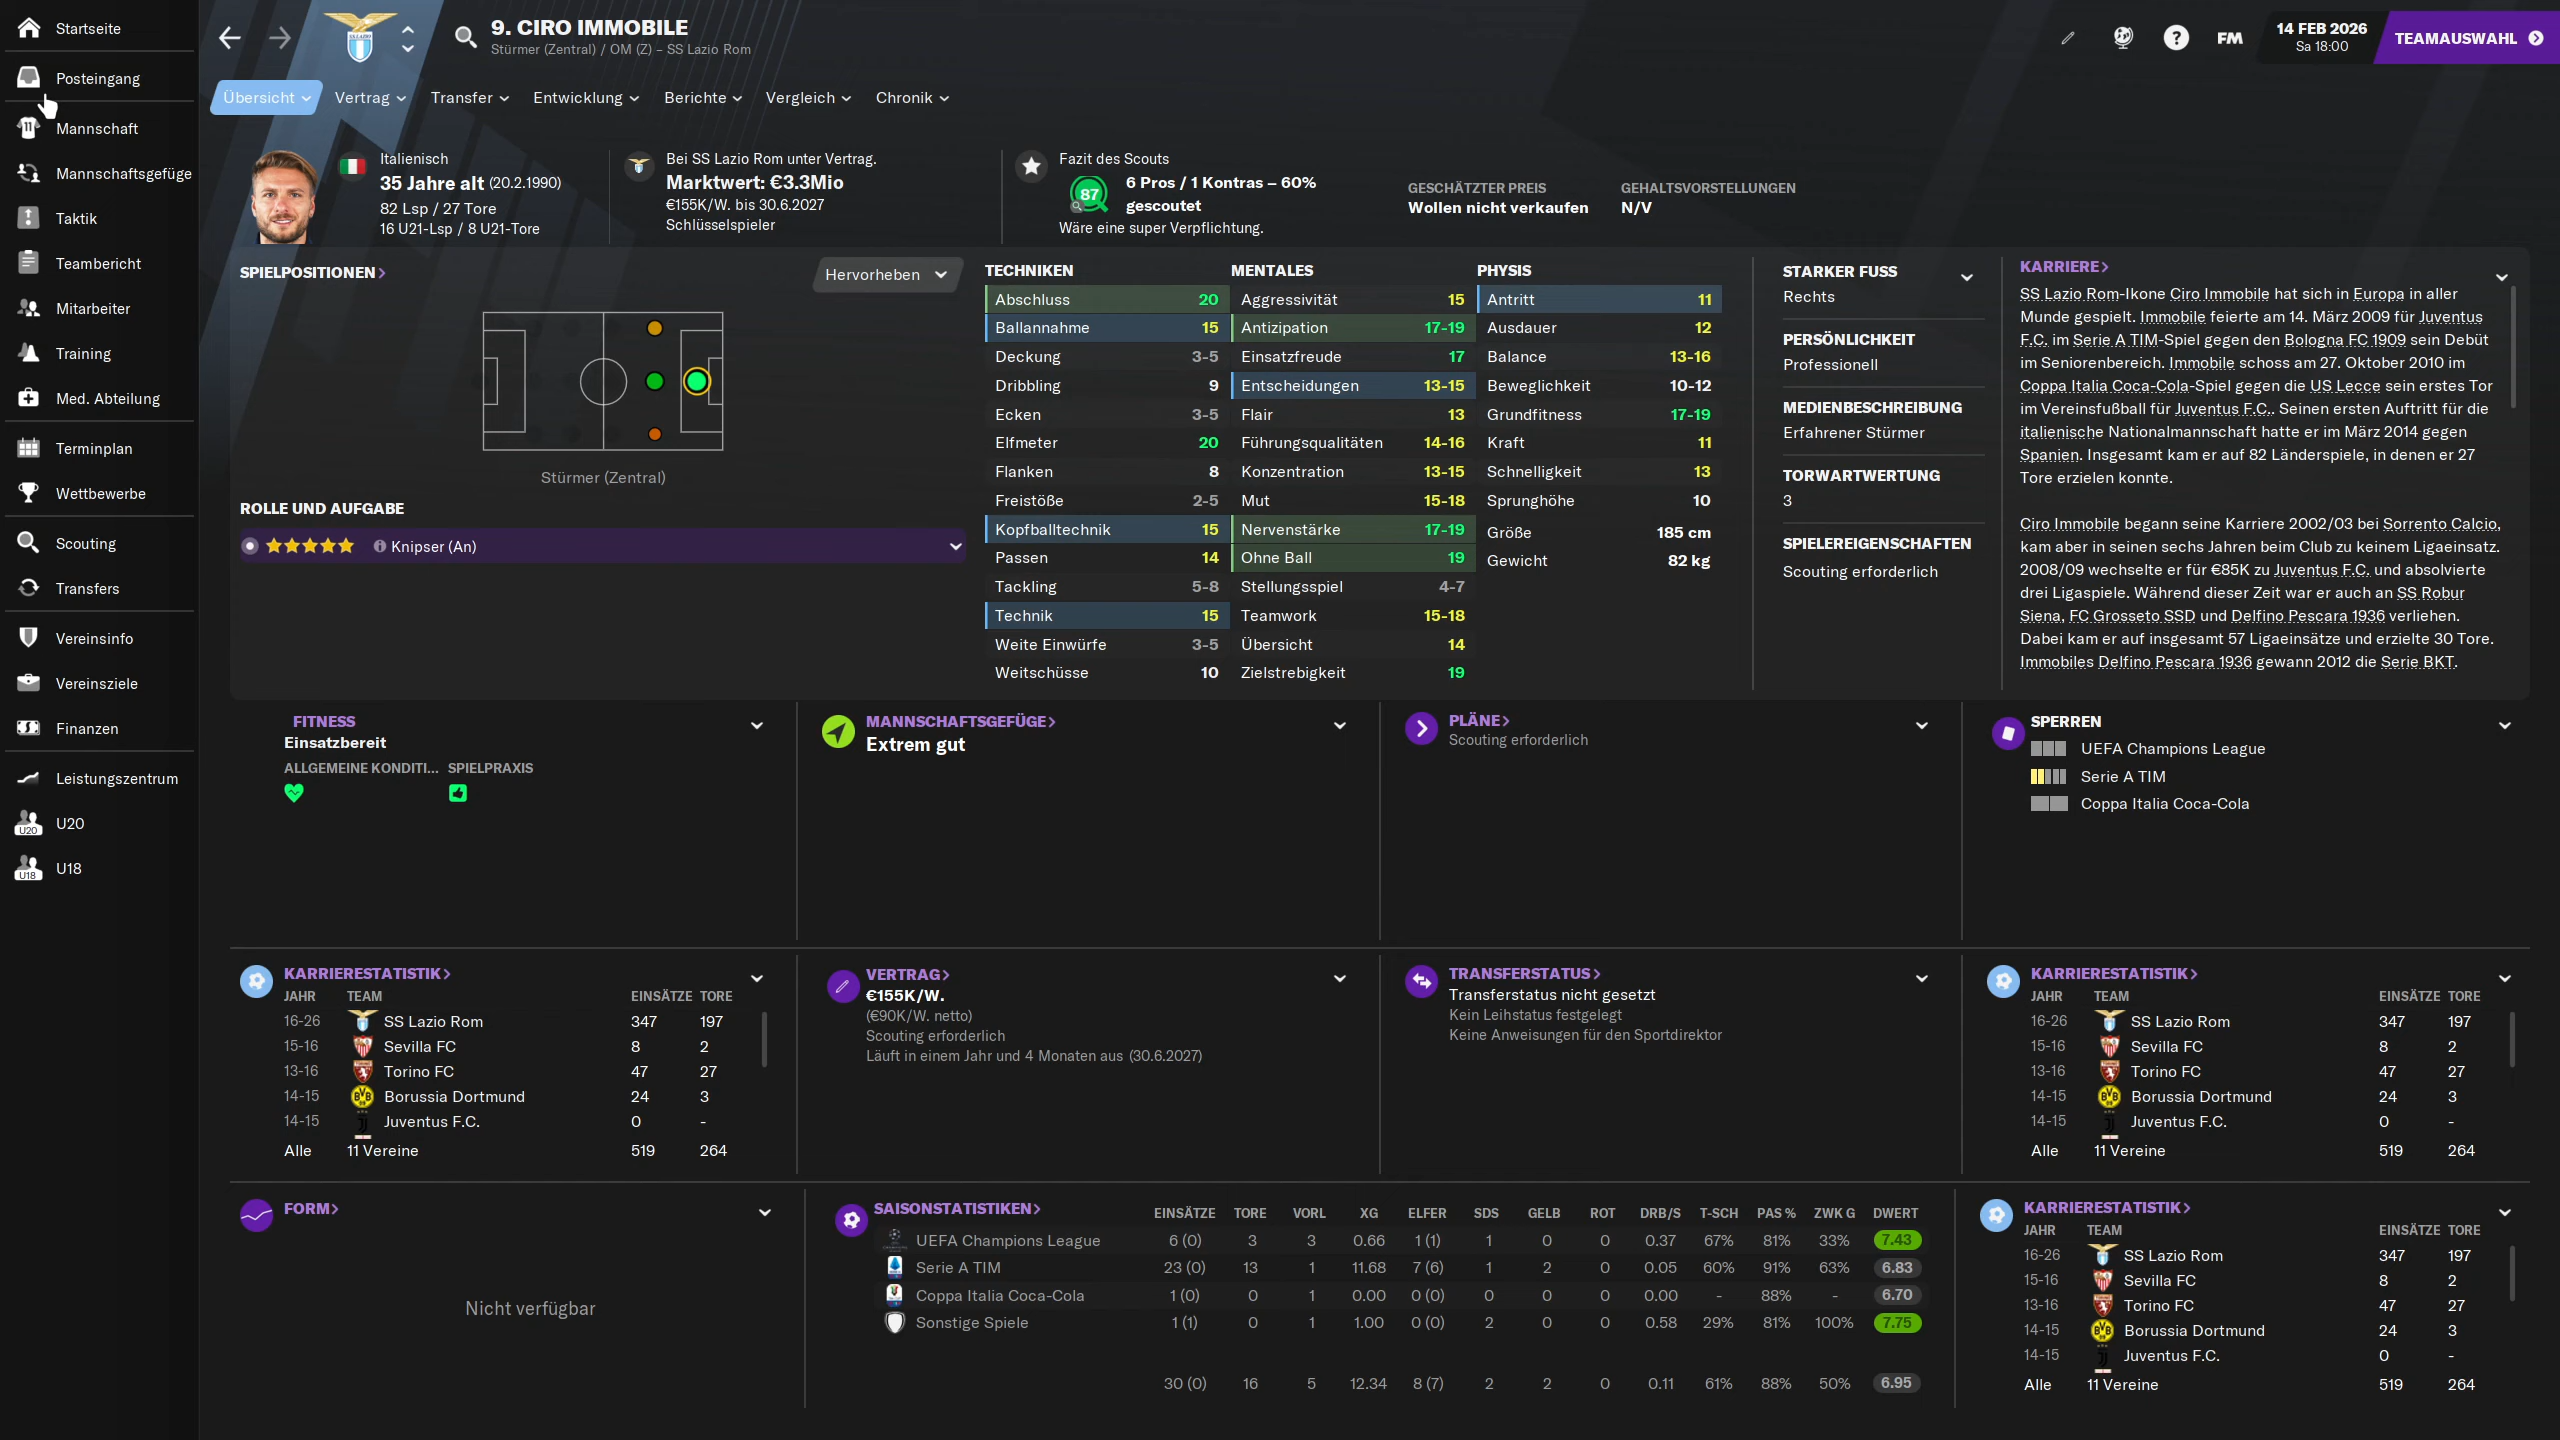 Startseite
Posteingang
Mannschaft
Mannschaftsgefüge
Taktik
Teambericht
Mitarbeiter
Training
Med. Abteilung
Terminplan
Wettbewerbe
Scouting
Transfers
Vereinsinfo
Vereinsziele
Finanzen
Leistungszentrum
U20
U18
9. CIRO IMMOBILE
Stürmer (Zentral) / OM (Z) – SS Lazio Rom
FM
14 FEB 2026
Sa 18:00
TEAMAUSWAHL
Übersicht Vertrag Transfer Entwicklung Berichte Vergleich Chronik
Italienisch
35 Jahre alt (20.2.1990)
82 Lsp / 27 Tore
16 U21-Lsp / 8 U21-Tore
Bei SS Lazio Rom unter Vertrag.
Marktwert: €3.3Mio
€155K/W. bis 30.6.2027
Schlüsselspieler
Fazit des Scouts
87
6 Pros / 1 Kontras – 60%
gescoutet
Wäre eine super Verpflichtung.
GESCHÄTZTER PREIS
Wollen nicht verkaufen
GEHALTSVORSTELLUNGEN
N/V
SPIELPOSITIONEN
Hervorheben
Stürmer (Zentral)
ROLLE UND AUFGABE
Knipser (An)
TECHNIKEN
Abschluss 20
Ballannahme 15
Deckung 3-5
Dribbling 9
Ecken 3-5
Elfmeter 20
Flanken 8
Freistöße 2-5
Kopfballtechnik 15
Passen 14
Tackling 5-8
Technik 15
Weite Einwürfe 3-5
Weitschüsse 10
MENTALES
Aggressivität 15
Antizipation 17-19
Einsatzfreude 17
Entscheidungen 13-15
Flair 13
Führungsqualitäten 14-16
Konzentration 13-15
Mut 15-18
Nervenstärke 17-19
Ohne Ball 19
Stellungsspiel 4-7
Teamwork 15-18
Übersicht 14
Zielstrebigkeit 19
PHYSIS
Antritt 11
Ausdauer 12
Balance 13-16
Beweglichkeit 10-12
Grundfitness 17-19
Kraft 11
Schnelligkeit 13
Sprunghöhe 10
Größe 185 cm
Gewicht 82 kg
STARKER FUSS
Rechts
PERSÖNLICHKEIT
Professionell
MEDIENBESCHREIBUNG
Erfahrener Stürmer
TORWARTWERTUNG
3
SPIELEREIGENSCHAFTEN
Scouting erforderlich
KARRIERE
SS Lazio Rom-Ikone Ciro Immobile hat sich in Europa in aller
Munde gespielt. Immobile feierte am 14. März 2009 für Juventus
F.C. im Serie A TIM-Spiel gegen den Bologna FC 1909 sein Debüt
im Seniorenbereich. Immobile schoss am 27. Oktober 2010 im
Coppa Italia Coca-Cola-Spiel gegen die US Lecce sein erstes Tor
im Vereinsfußball für Juventus F.C.. Seinen ersten Auftritt für die
italienische Nationalmannschaft hatte er im März 2014 gegen
Spanien. Insgesamt kam er auf 82 Länderspiele, in denen er 27
Tore erzielen konnte.
Ciro Immobile begann seine Karriere 2002/03 bei Sorrento Calcio,
kam aber in seinen sechs Jahren beim Club zu keinem Ligaeinsatz.
2008/09 wechselte er für €85K zu Juventus F.C. und absolvierte
drei Ligaspiele. Während dieser Zeit war er auch an SS Robur
Siena, FC Grosseto SSD und Delfino Pescara 1936 verliehen.
Dabei kam er auf insgesamt 57 Ligaeinsätze und erzielte 30 Tore.
Immobiles Delfino Pescara 1936 gewann 2012 die Serie BKT.
FITNESS
Einsatzbereit
ALLGEMEINE KONDITI... SPIELPRAXIS
MANNSCHAFTSGEFÜGE
Extrem gut
PLÄNE
Scouting erforderlich
SPERREN
UEFA Champions League
Serie A TIM
Coppa Italia Coca-Cola
KARRIERESTATISTIK
JAHR TEAM EINSÄTZE TORE
16-26 SS Lazio Rom 347 197
15-16 Sevilla FC 8 2
13-16 Torino FC 47 27
14-15 Borussia Dortmund 24 3
14-15 Juventus F.C. 0 -
Alle 11 Vereine 519 264
VERTRAG
€155K/W.
(€90K/W. netto)
Scouting erforderlich
Läuft in einem Jahr und 4 Monaten aus (30.6.2027)
TRANSFERSTATUS
Transferstatus nicht gesetzt
Kein Leihstatus festgelegt
Keine Anweisungen für den Sportdirektor
KARRIERESTATISTIK
JAHR TEAM EINSÄTZE TORE
16-26 SS Lazio Rom 347 197
15-16 Sevilla FC 8 2
13-16 Torino FC 47 27
14-15 Borussia Dortmund 24 3
14-15 Juventus F.C. 0 -
Alle 11 Vereine 519 264
FORM
Nicht verfügbar
SAISONSTATISTIKEN EINSÄTZE TORE VORL XG ELFER SDS GELB ROT DRB/S T-SCH PAS % ZWK G DWERT
UEFA Champions League 6 (0) 3 3 0.66 1 (1) 1 0 0 0.37 67% 81% 33% 7.43
Serie A TIM 23 (0) 13 1 11.68 7 (6) 1 2 0 0.05 60% 91% 63% 6.83
Coppa Italia Coca-Cola 1 (0) 0 1 0.00 0 (0) 0 0 0 0.00 - 88% - 6.70
Sonstige Spiele 1 (1) 0 1 1.00 0 (0) 2 0 0 0.58 29% 81% 100% 7.75
30 (0) 16 5 12.34 8 (7) 2 2 0 0.11 61% 88% 50% 6.95
KARRIERESTATISTIK
JAHR TEAM EINSÄTZE TORE
16-26 SS Lazio Rom 347 197
15-16 Sevilla FC 8 2
13-16 Torino FC 47 27
14-15 Borussia Dortmund 24 3
14-15 Juventus F.C. 0 -
Alle 11 Vereine 519 264